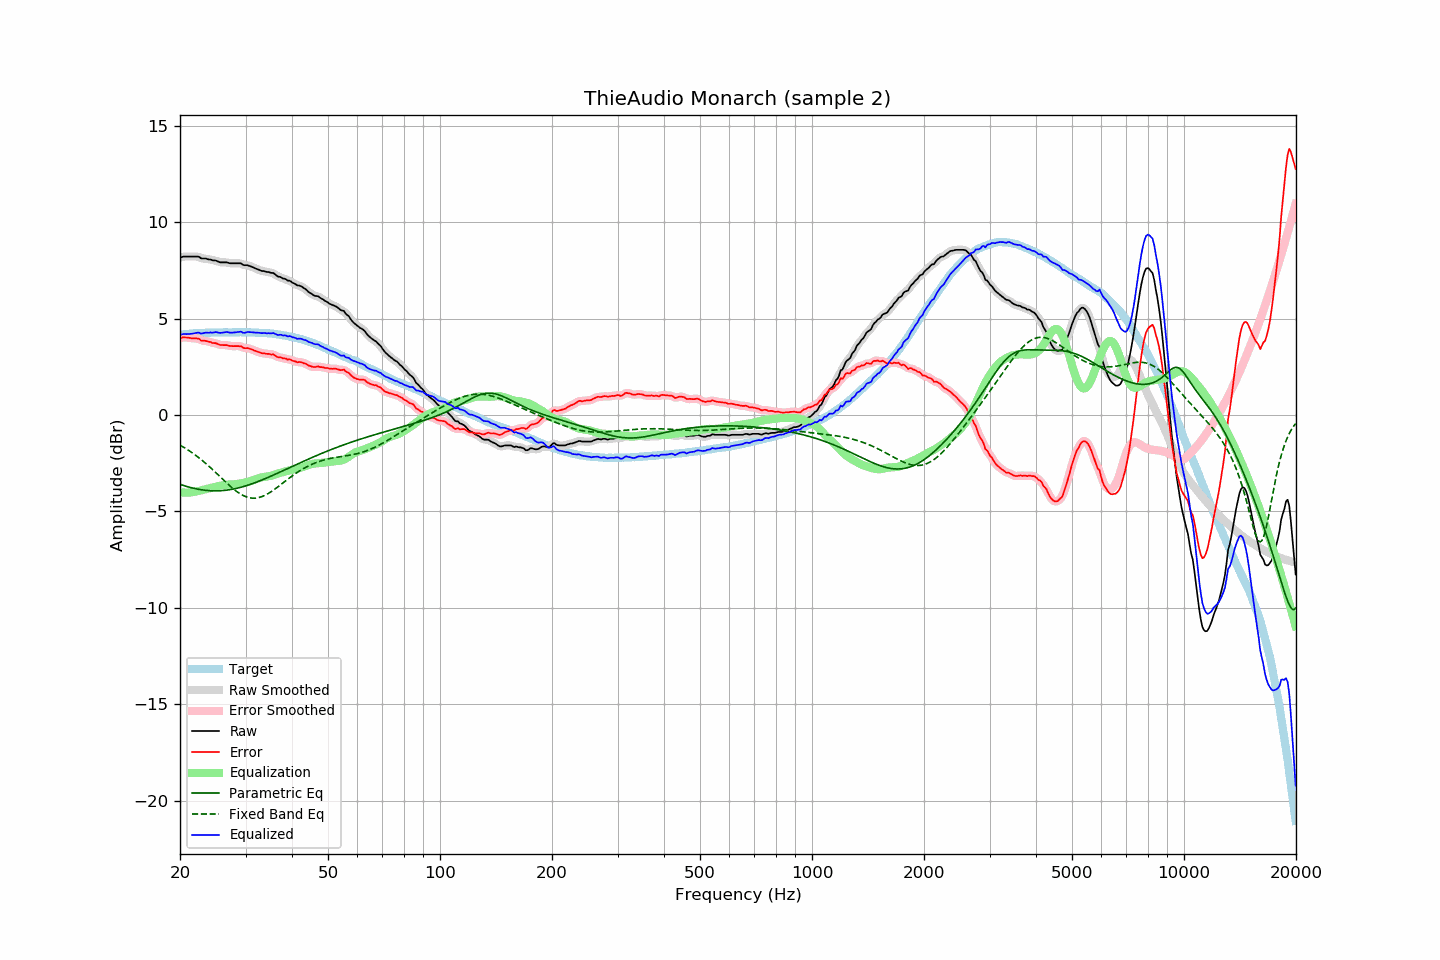 ThieAudio Monarch (sample 2)
15
10
5
0
−5
−10
−15
−20
Amplitude (dBr)
Target
Raw Smoothed
Error Smoothed
Raw
Error
Equalization
Parametric Eq
Fixed Band Eq
Equalized
20 50 100 200 500 1000 2000 5000 10000 20000
Frequency (Hz)